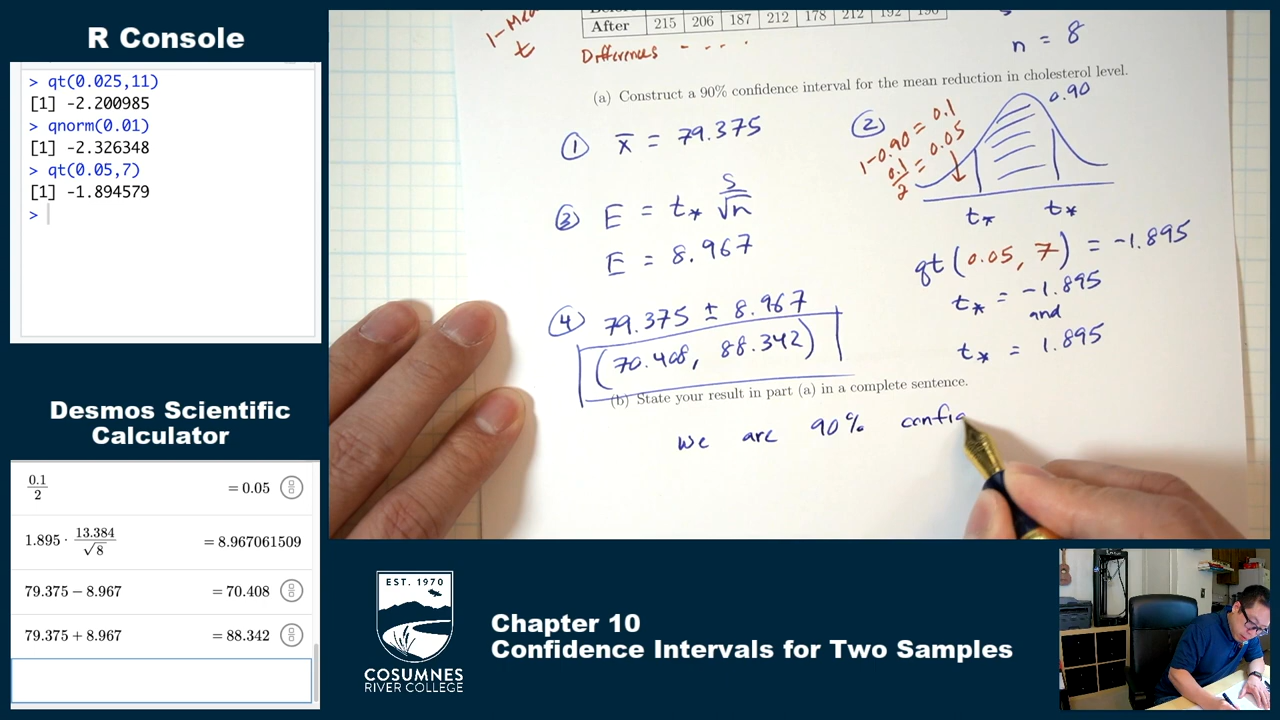 R Console
> qt(0.025,11)
[1] -2.200985
> qnorm(0.01)
[1] -2.326348
> qt(0.05,7)
[1] -1.894579
>
Desmos Scientific
Calculator
0.1/2 = 0.05
1.895 · 13.384/√8 = 8.967061509
79.375 − 8.967 = 70.408
79.375 + 8.967 = 88.342
t
After 215 206 187 212 178 212 192
Differences - - - - .
n = 8
(a) Construct a 90% confidence interval for the mean reduction in cholesterol level.
① x̄ = 79.375
② 0.90
1-0.90 = 0.1
0.1/2 = 0.05
t* t*
③ E = t* s/√n
E = 8.967
qt(0.05, 7) = -1.895
t* = -1.895
and
t* = 1.895
④ 79.375 ± 8.967
(70.408, 88.342)
(b) State your result in part (a) in a complete sentence.
We are 90% confid
EST. 1970
COSUMNES
RIVER COLLEGE
Chapter 10
Confidence Intervals for Two Samples